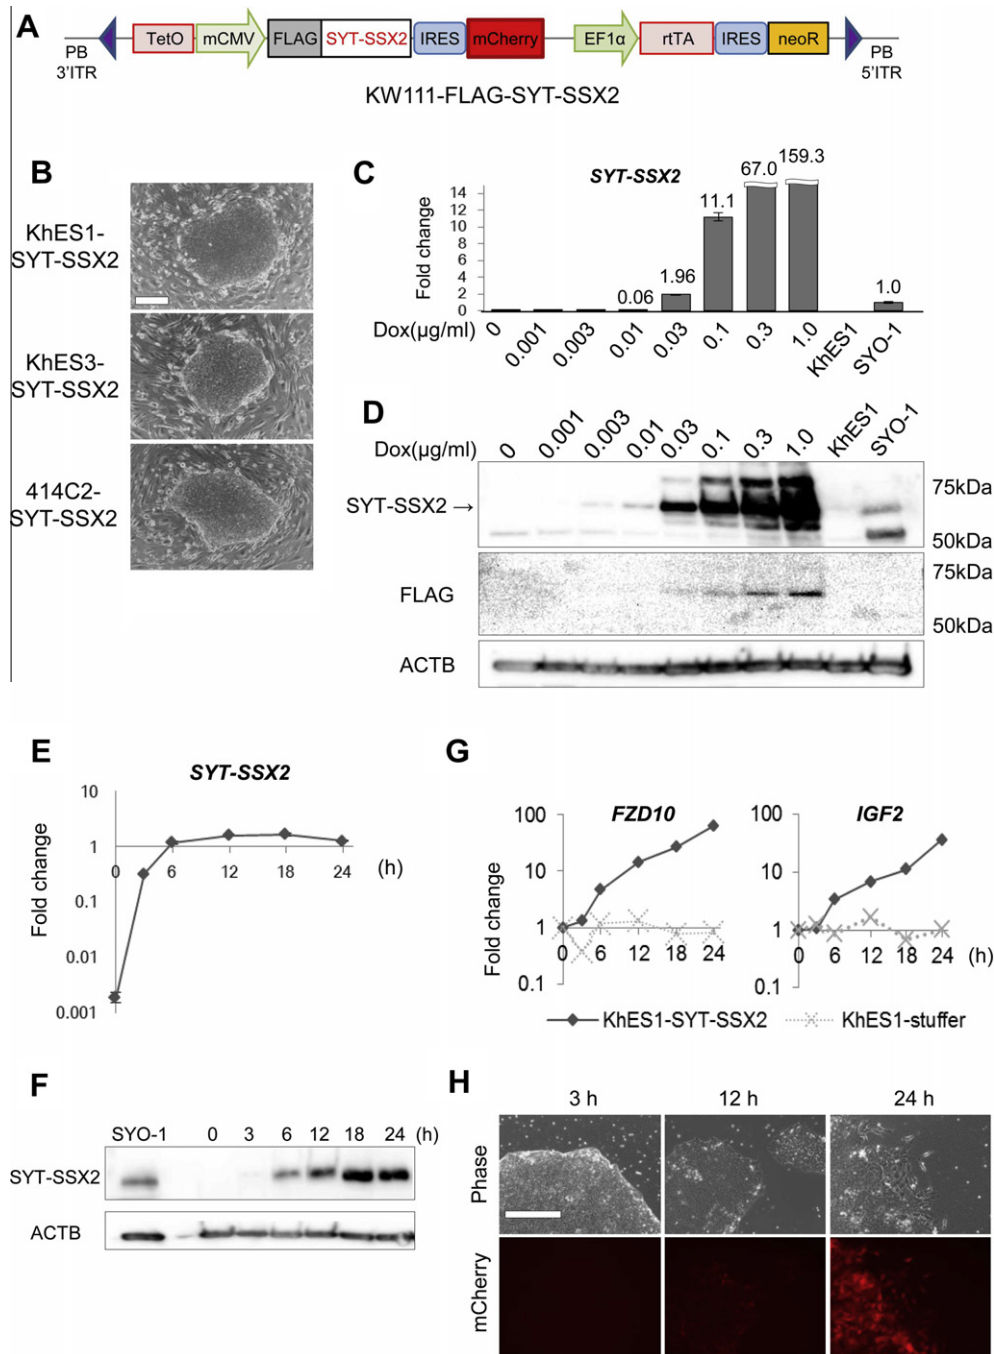 A
PB
3'ITR
TetO
mCMV
FLAG
SYT-SSX2
IRES
mCherry
EF1α
rtTA
IRES
neoR
PB
5'ITR
KW111-FLAG-SYT-SSX2
B
KhES1-
SYT-SSX2
KhES3-
SYT-SSX2
414C2-
SYT-SSX2
C
SYT-SSX2
Fold change
14
12
10
8
6
4
2
0
0.06
1.96
11.1
67.0
159.3
1.0
Dox(µg/ml)
0
0.001
0.003
0.01
0.03
0.1
0.3
1.0
KhES1
SYO-1
D
Dox(µg/ml)
0
0.001
0.003
0.01
0.03
0.1
0.3
1.0
KhES1
SYO-1
SYT-SSX2 →
75kDa
50kDa
FLAG
75kDa
50kDa
ACTB
E
SYT-SSX2
Fold change
10
1
0.1
0.01
0.001
0 6 12 18 24 (h)
G
FZD10
Fold change
100
10
1
0.1
0 6 12 18 24
IGF2
100
10
1
0.1
0 6 12 18 24 (h)
KhES1-SYT-SSX2
KhES1-stuffer
F
SYO-1 0 3 6 12 18 24 (h)
SYT-SSX2
ACTB
H
3 h 12 h 24 h
Phase
mCherry